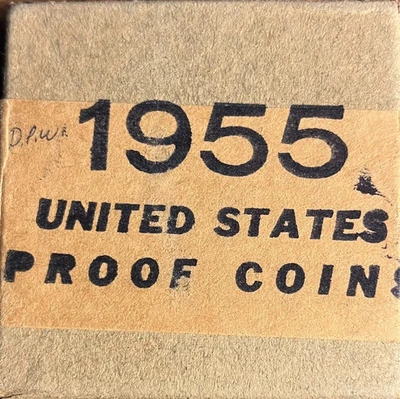 D.P.W.
1955
UNITED STATES
PROOF COINS